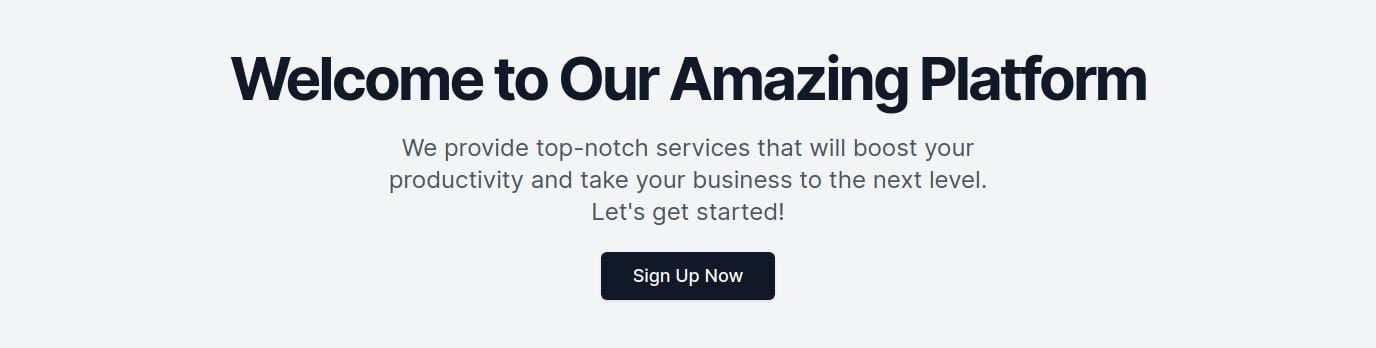 Welcome to Our Amazing Platform
We provide top-notch services that will boost your
productivity and take your business to the next level.
Let's get started!
Sign Up Now